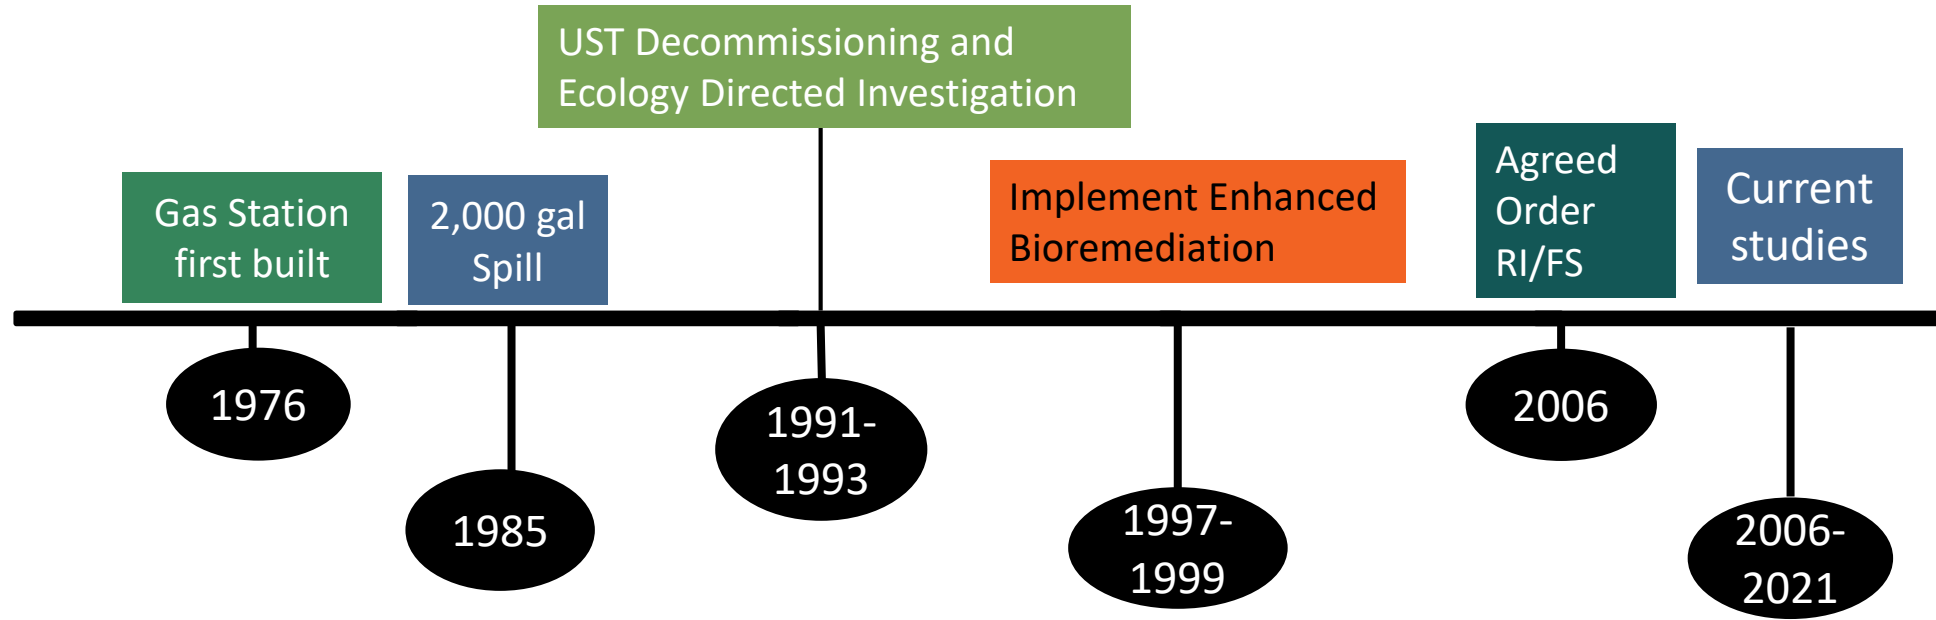 UST Decommissioning and
Ecology Directed Investigation
Gas Station
first built
2,000 gal
Spill
Implement Enhanced
Bioremediation
Agreed
Order
RI/FS
Current
studies
1976
1985
1991-
1993
1997-
1999
2006
2006-
2021